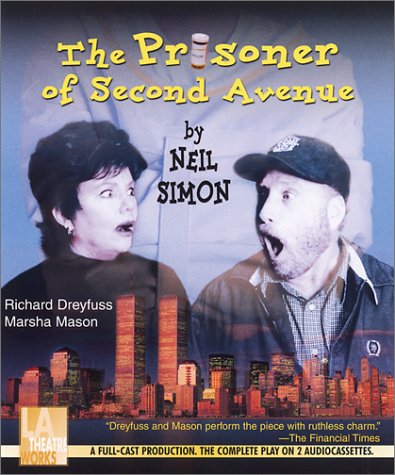 The Prisoner
of Second Avenue
by
NEIL
SIMON
Richard Dreyfuss
Marsha Mason
"Dreyfuss and Mason perform the piece with ruthless charm."
—The Financial Times
LA
THEATRE
WORKS
A FULL-CAST PRODUCTION. THE COMPLETE PLAY ON 2 AUDIOCASSETTES.